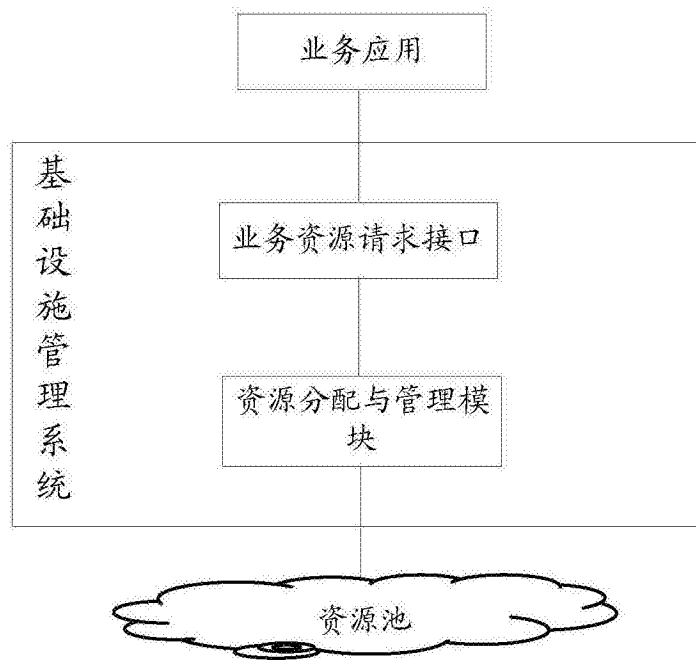 业务应用
基础设施管理系统
业务资源请求接口
资源分配与管理模
块
资源池